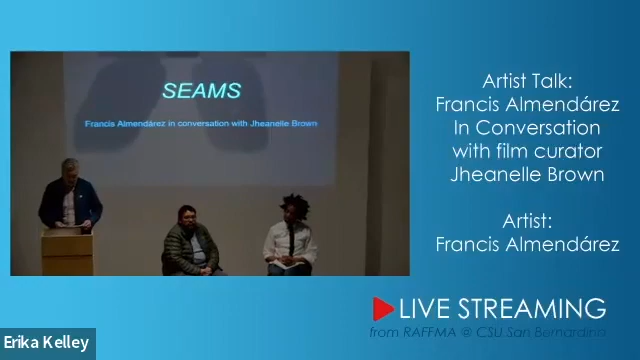 SEAMS
Francis Almendárez in conversation with Jheanelle Brown
Artist Talk:
Francis Almendárez
In Conversation
with film curator
Jheanelle Brown
Artist:
Francis Almendárez
LIVE STREAMING
from RAFFMA @ CSU San Bernardino
Erika Kelley